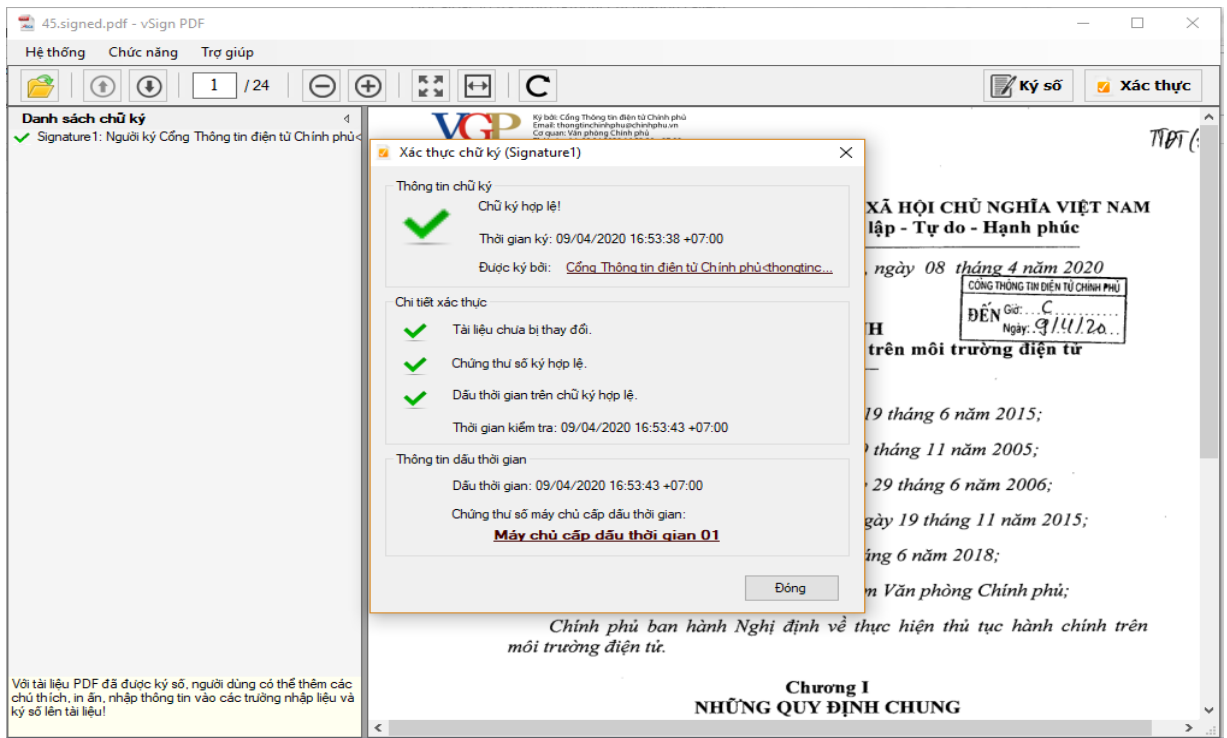 45.signed.pdf - vSign PDF
Hệ thống Chức năng Trợ giúp
1 / 24 Ký số Xác thực
Danh sách chữ ký
Signature1: Người ký Cổng Thông tin điện tử Chính phủ<
VGP
Ký bởi: Cổng Thông tin điện tử Chính phủ
Email: thongtinchinhphu@chinhphu.vn
Cơ quan: Văn phòng Chính phủ
TTĐT (:
Xác thực chữ ký (Signature1)
Thông tin chữ ký
Chữ ký hợp lệ!
Thời gian ký: 09/04/2020 16:53:38 +07:00
Được ký bởi: Cổng Thông tin điện tử Chính phủ<thongtinc...
Chi tiết xác thực
Tài liệu chưa bị thay đổi.
Chứng thư số ký hợp lệ.
Dấu thời gian trên chữ ký hợp lệ.
Thời gian kiểm tra: 09/04/2020 16:53:43 +07:00
Thông tin dấu thời gian
Dấu thời gian: 09/04/2020 16:53:43 +07:00
Chứng thư số máy chủ cấp dấu thời gian:
Máy chủ cấp dấu thời gian 01
Đóng
XÃ HỘI CHỦ NGHĨA VIỆT NAM
lập - Tự do - Hạnh phúc
, ngày 08 tháng 4 năm 2020
CỔNG THÔNG TIN ĐIỆN TỬ CHÍNH PHỦ
ĐẾN Giờ: ...C...........
Ngày: 9/4/20...
H
trên môi trường điện tử
19 tháng 6 năm 2015;
tháng 11 năm 2005;
29 tháng 6 năm 2006;
gày 19 tháng 11 năm 2015;
áng 6 năm 2018;
m Văn phòng Chính phủ;
Chính phủ ban hành Nghị định về thực hiện thủ tục hành chính trên
môi trường điện tử.
Chương I
NHỮNG QUY ĐỊNH CHUNG
Với tài liệu PDF đã được ký số, người dùng có thể thêm các
chú thích, in ấn, nhập thông tin vào các trường nhập liệu và
ký số lên tài liệu!